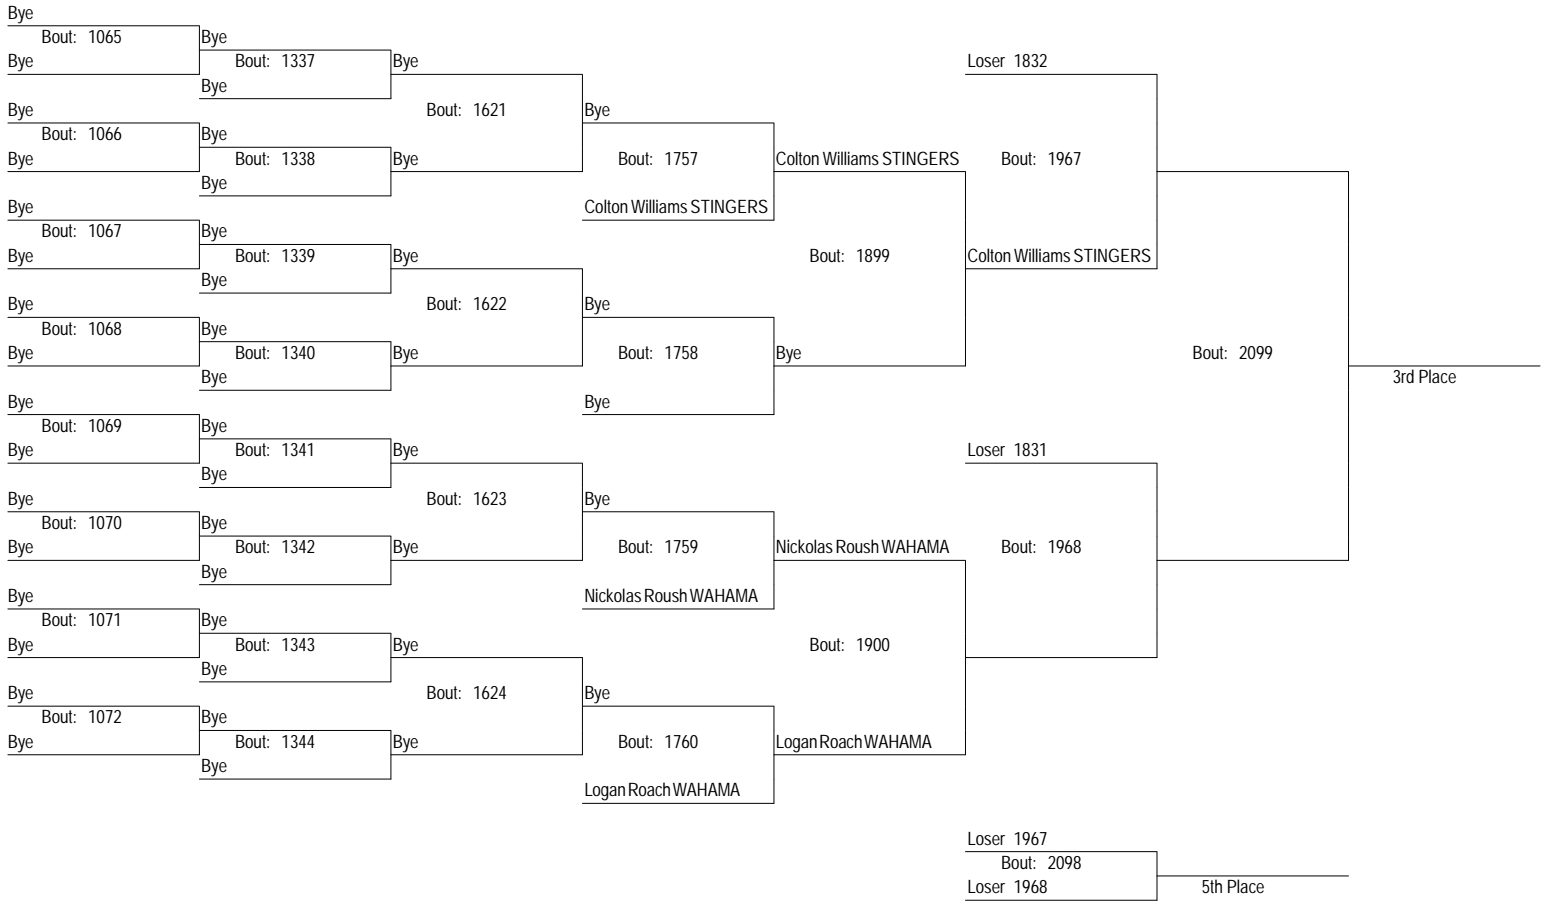 Bye
Bout: 1065
Bye
Bye
Bout: 1337
Bye
Bye
Bout: 1066
Bye
Bye
Bout: 1338
Bye
Bye
Bout: 1621
Bye
Bye
Bout: 1067
Bye
Bye
Bout: 1339
Bye
Bye
Bout: 1068
Bye
Bye
Bout: 1340
Bye
Bye
Bout: 1622
Bye
Bye
Bout: 1069
Bye
Bye
Bout: 1341
Bye
Bye
Bout: 1070
Bye
Bye
Bout: 1342
Bye
Bye
Bout: 1623
Bye
Bye
Bout: 1071
Bye
Bye
Bout: 1343
Bye
Bye
Bout: 1072
Bye
Bye
Bout: 1344
Bye
Bye
Bout: 1624
Bye
Bye
Bout: 1757
Colton Williams STINGERS
Bye
Bout: 1758
Bye
Bye
Bout: 1759
Nickolas Roush WAHAMA
Bye
Bout: 1760
Logan Roach WAHAMA
Colton Williams STINGERS
Bout: 1899
Bye
Nickolas Roush WAHAMA
Bout: 1900
Logan Roach WAHAMA
Loser 1832
Bout: 1967
Colton Williams STINGERS
Loser 1831
Bout: 1968
Bout: 2099
3rd Place
Loser 1967
Bout: 2098
Loser 1968
5th Place